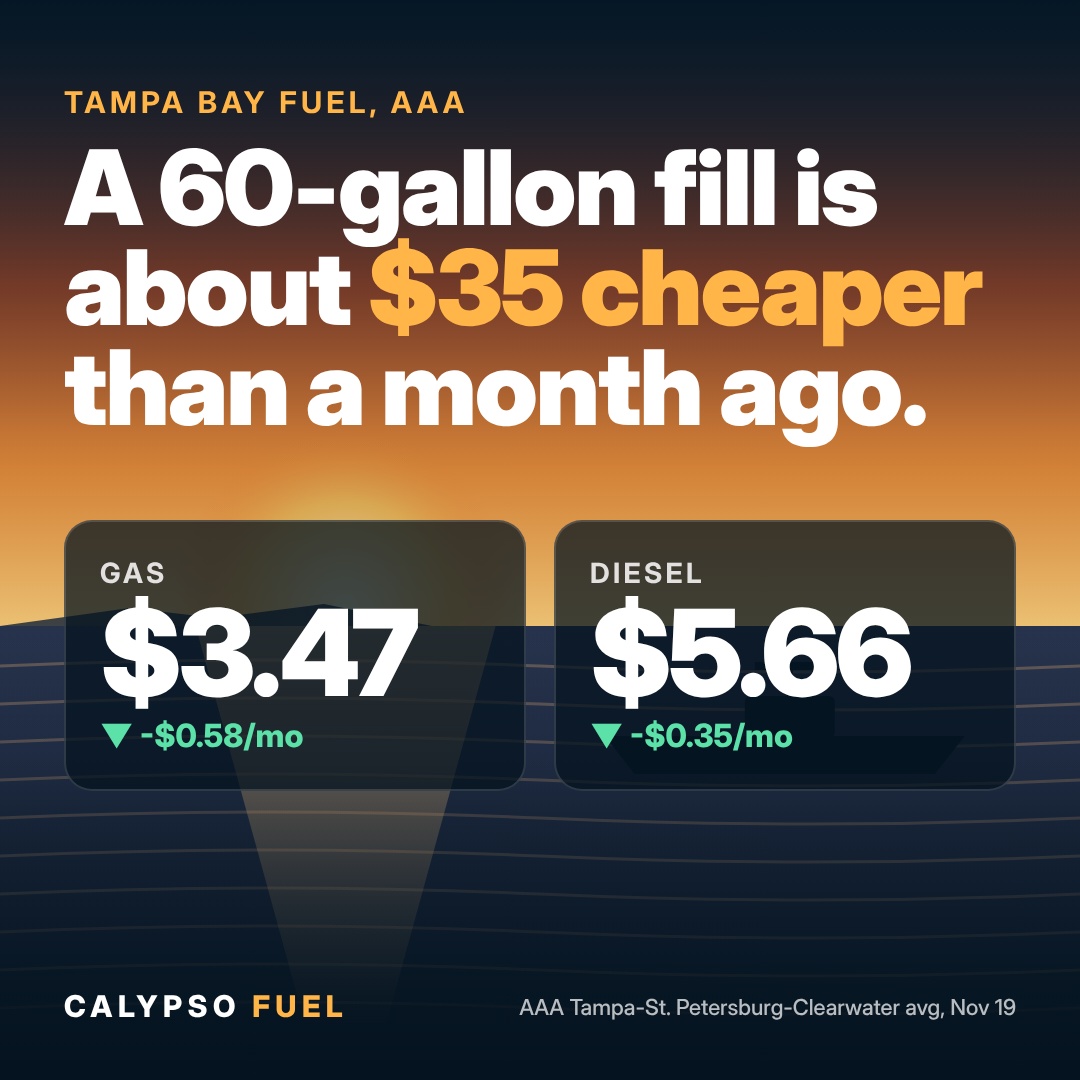 TAMPA BAY FUEL, AAA
A 60-gallon fill is
about $35 cheaper
than a month ago.
GAS
$3.47
▼ -$0.58/mo
DIESEL
$5.66
▼ -$0.35/mo
CALYPSO FUEL
AAA Tampa-St. Petersburg-Clearwater avg, Nov 19